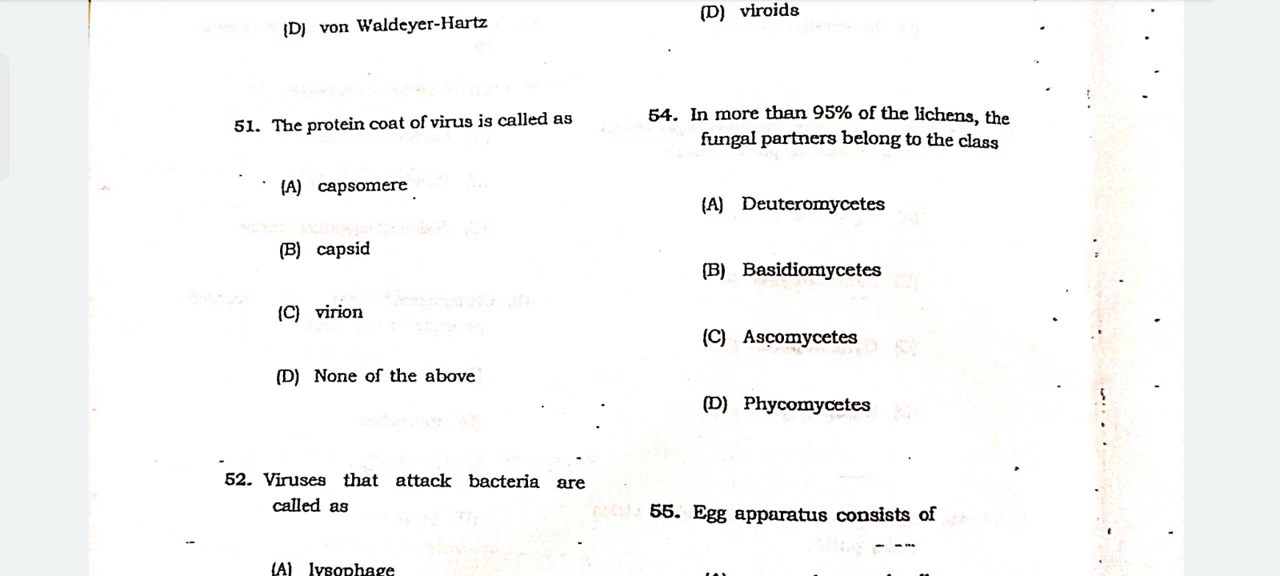 (D) von Waldeyer-Hartz
51. The protein coat of virus is called as
(A) capsomere
(B) capsid
(C) virion
(D) None of the above
52. Viruses that attack bacteria are
called as
(A) lysophage
(D) viroids
54. In more than 95% of the lichens, the
fungal partners belong to the class
(A) Deuteromycetes
(B) Basidiomycetes
(C) Ascomycetes
(D) Phycomycetes
55. Egg apparatus consists of